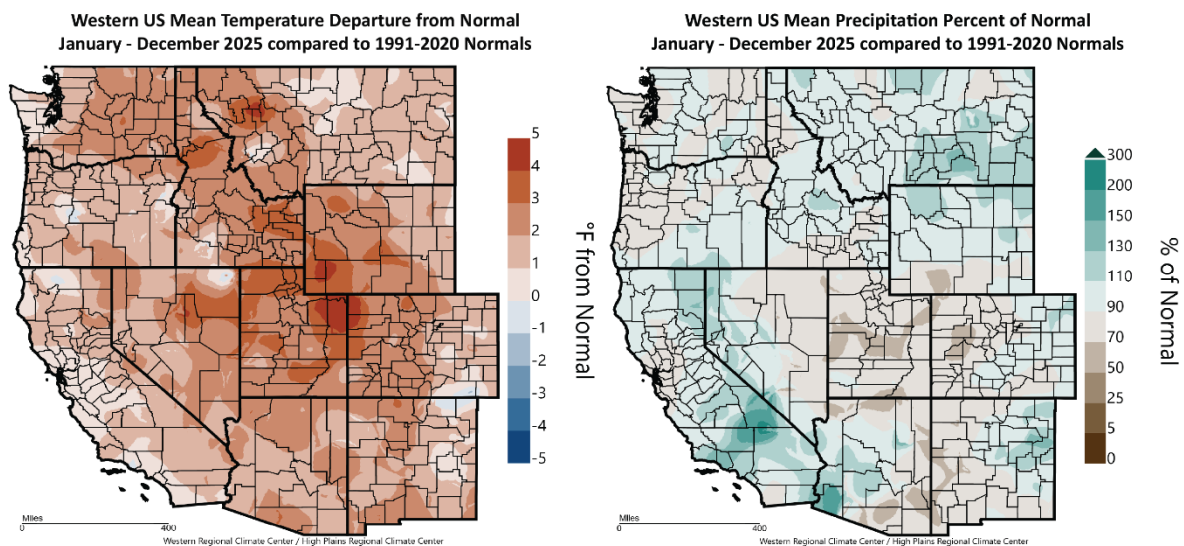 Western US Mean Temperature Departure from Normal
January - December 2025 compared to 1991-2020 Normals
5
4
3
2
1
0
-1
-2
-3
-4
-5
°F from Normal
Miles
0 400
Western Regional Climate Center / High Plains Regional Climate Center
Western US Mean Precipitation Percent of Normal
January - December 2025 compared to 1991-2020 Normals
300
200
150
130
110
90
70
50
25
5
0
% of Normal
Miles
0 400
Western Regional Climate Center / High Plains Regional Climate Center